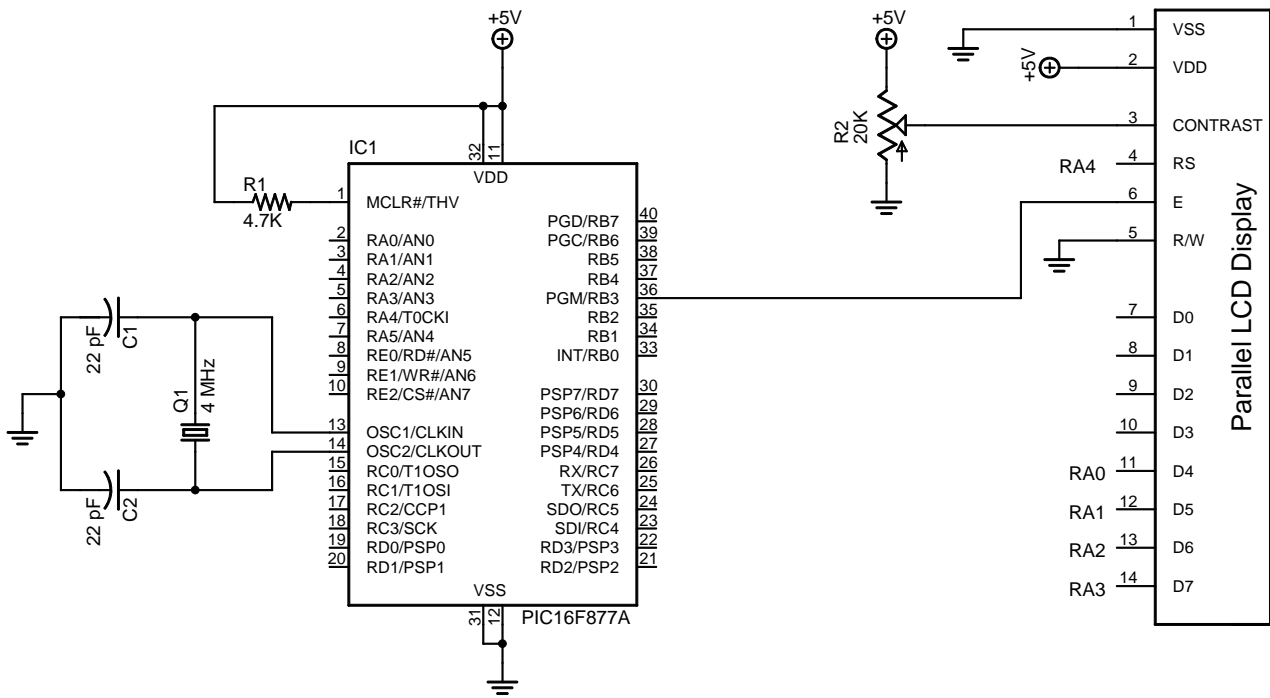 +5V
+5V
1
VSS
+5V
2
VDD
R2
20K
3
CONTRAST
RA4
4
RS
6
E
5
R/W
7
D0
8
D1
9
D2
10
D3
RA0
11
D4
RA1
12
D5
RA2
13
D6
RA3
14
D7
Parallel LCD Display
IC1
32
11
VDD
R1
4.7K
1
MCLR#/THV
2
RA0/AN0
3
RA1/AN1
4
RA2/AN2
5
RA3/AN3
6
RA4/T0CKI
7
RA5/AN4
8
RE0/RD#/AN5
9
RE1/WR#/AN6
10
RE2/CS#/AN7
13
OSC1/CLKIN
14
OSC2/CLKOUT
15
RC0/T1OSO
16
RC1/T1OSI
17
RC2/CCP1
18
RC3/SCK
19
RD0/PSP0
20
RD1/PSP1
PGD/RB7
40
PGC/RB6
39
RB5
38
RB4
37
PGM/RB3
36
RB2
35
RB1
34
INT/RB0
33
PSP7/RD7
30
PSP6/RD6
29
PSP5/RD5
28
PSP4/RD4
27
RX/RC7
26
TX/RC6
25
SDO/RC5
24
SDI/RC4
23
RD3/PSP3
22
RD2/PSP2
21
VSS
31
12
PIC16F877A
22 pF
C1
Q1
4 MHz
22 pF
C2